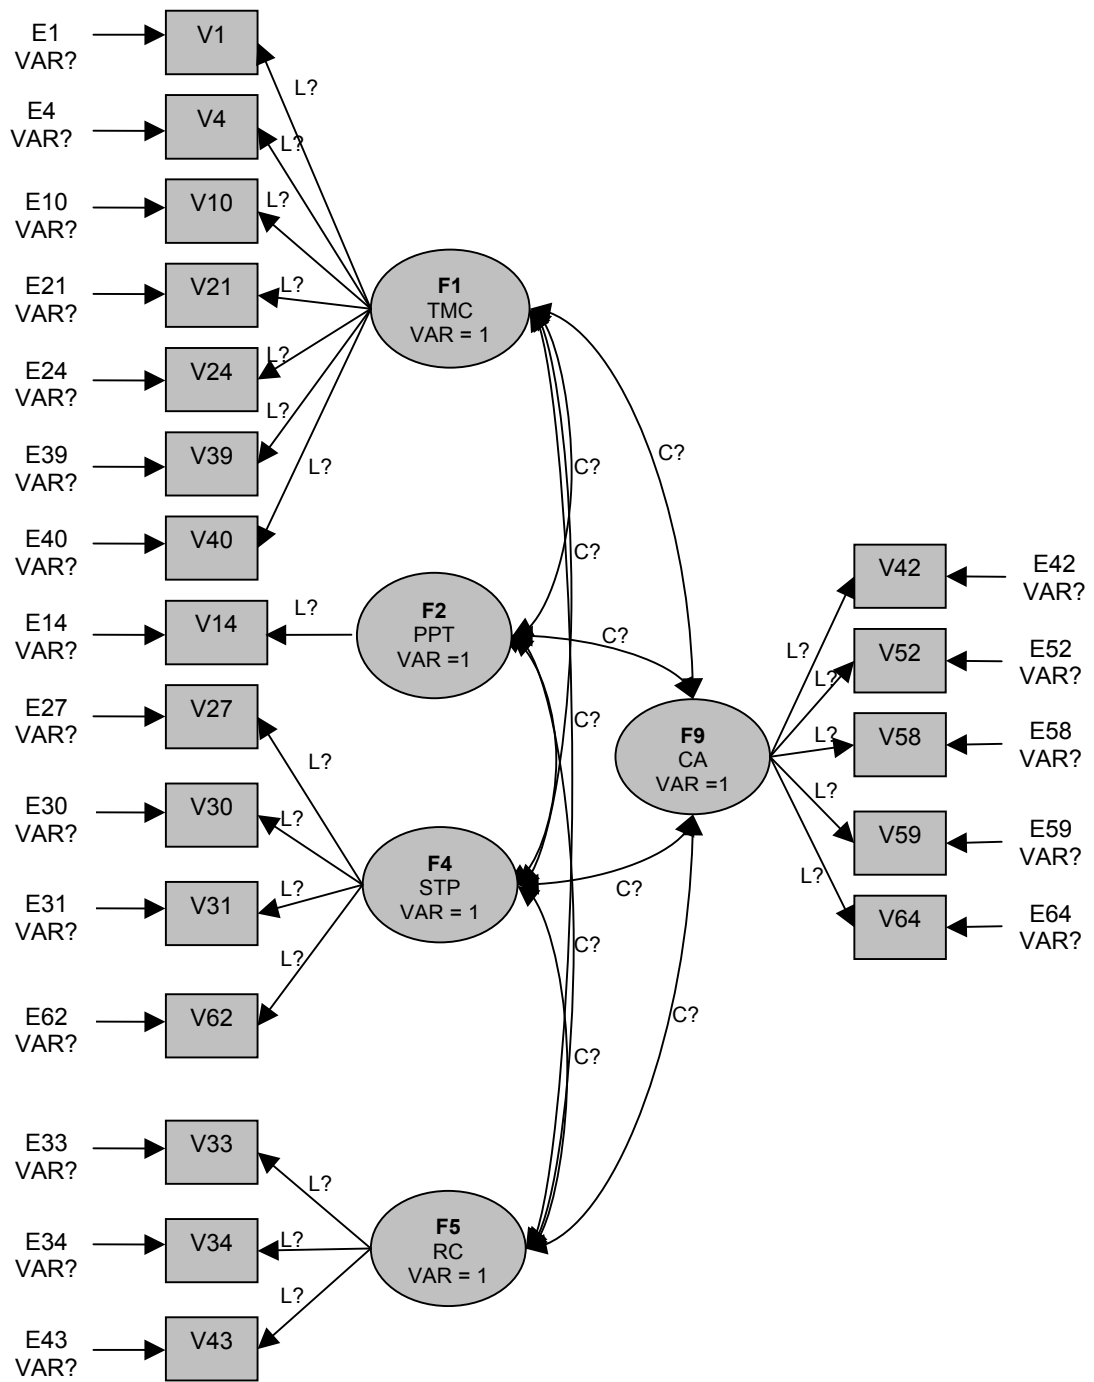 E1
VAR?
V1
L?
E4
VAR?
V4
L?
E10
VAR?
V10
L?
E21
VAR?
V21
L?
E24
VAR?
V24
L?
E39
VAR?
V39
L?
E40
VAR?
V40
L?
F1
TMC
VAR = 1
C?
C?
C?
E14
VAR?
V14
L?
F2
PPT
VAR =1
C?
E27
VAR?
V27
L?
E30
VAR?
V30
L?
E31
VAR?
V31
L?
E62
VAR?
V62
L?
F4
STP
VAR = 1
C?
C?
C?
C?
C?
E33
VAR?
V33
L?
E34
VAR?
V34
L?
E43
VAR?
V43
L?
F5
RC
VAR = 1
F9
CA
VAR =1
L?
V42
E42
VAR?
L?
V52
E52
VAR?
L?
V58
E58
VAR?
L?
V59
E59
VAR?
L?
V64
E64
VAR?